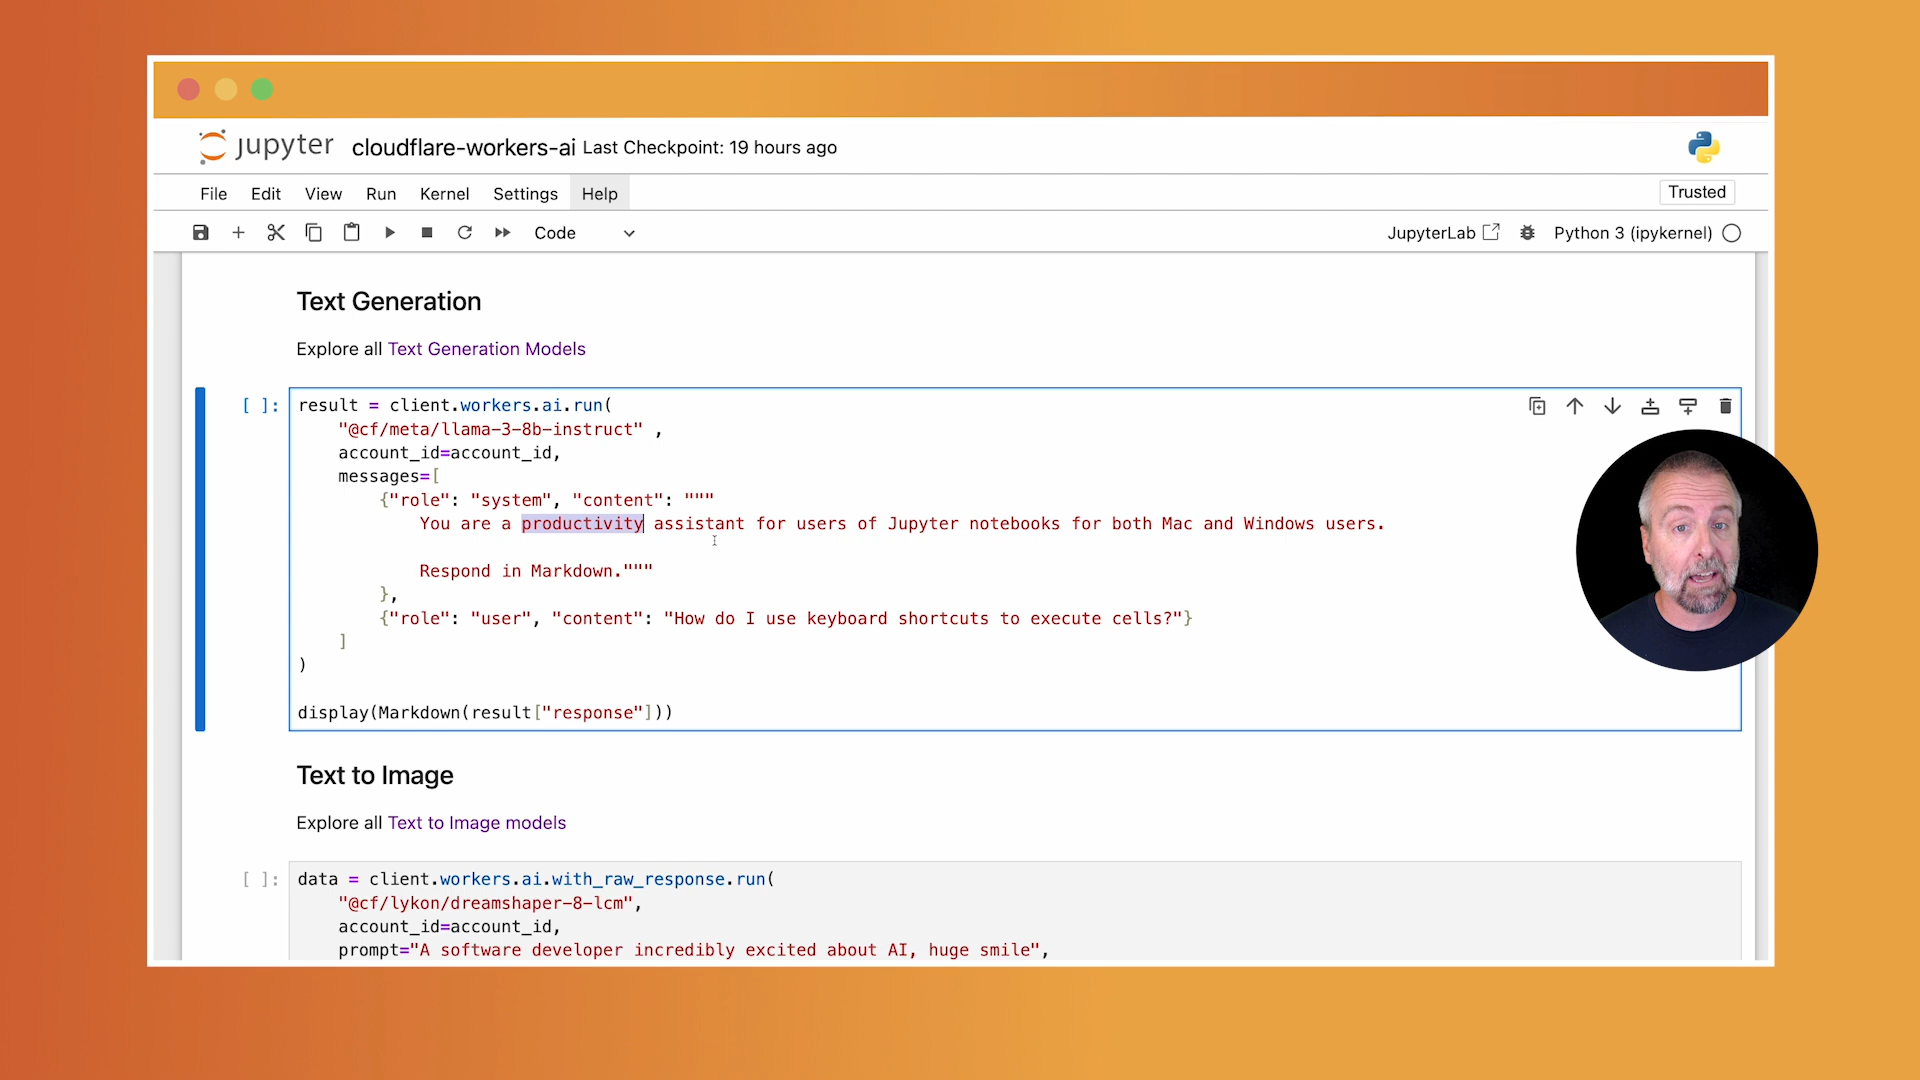 jupyter cloudflare-workers-ai Last Checkpoint: 19 hours ago
File Edit View Run Kernel Settings Help Trusted
Code JupyterLab Python 3 (ipykernel)
Text Generation
Explore all Text Generation Models
[ ]: result = client.workers.ai.run(
"@cf/meta/llama-3-8b-instruct" ,
account_id=account_id,
messages=[
{"role": "system", "content": """
You are a productivity assistant for users of Jupyter notebooks for both Mac and Windows users.
Respond in Markdown."""
},
{"role": "user", "content": "How do I use keyboard shortcuts to execute cells?"}
]
)
display(Markdown(result["response"]))
Text to Image
Explore all Text to Image models
[ ]: data = client.workers.ai.with_raw_response.run(
"@cf/lykon/dreamshaper-8-lcm",
account_id=account_id,
prompt="A software developer incredibly excited about AI, huge smile",